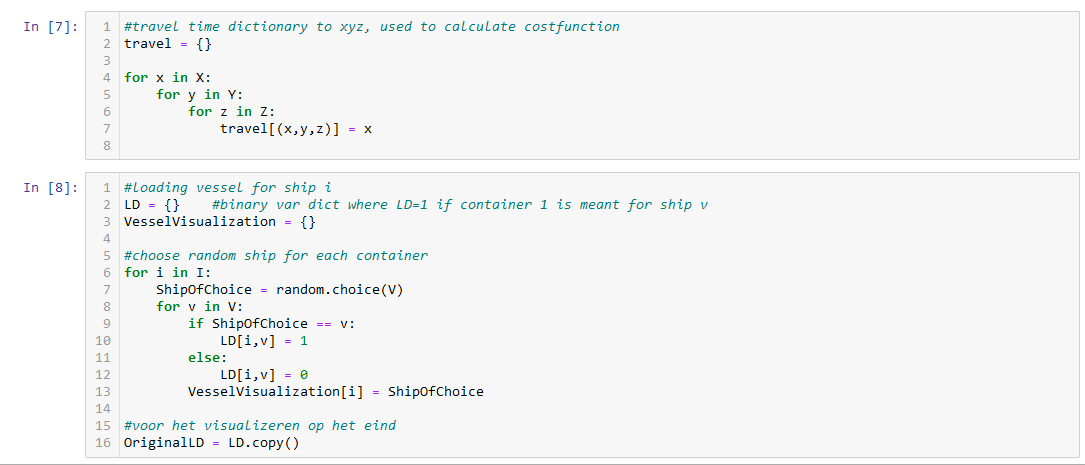 In [7]:
1 #travel time dictionary to xyz, used to calculate costfunction
2 travel = {}
3
4 for x in X:
5     for y in Y:
6         for z in Z:
7             travel[(x,y,z)] = x
8
In [8]:
1 #loading vessel for ship i
2 LD = {}    #binary var dict where LD=1 if container 1 is meant for ship v
3 VesselVisualization = {}
4
5 #choose random ship for each container
6 for i in I:
7     ShipOfChoice = random.choice(V)
8     for v in V:
9         if ShipOfChoice == v:
10             LD[i,v] = 1
11         else:
12             LD[i,v] = 0
13         VesselVisualization[i] = ShipOfChoice
14
15 #voor het visualizeren op het eind
16 OriginalLD = LD.copy()